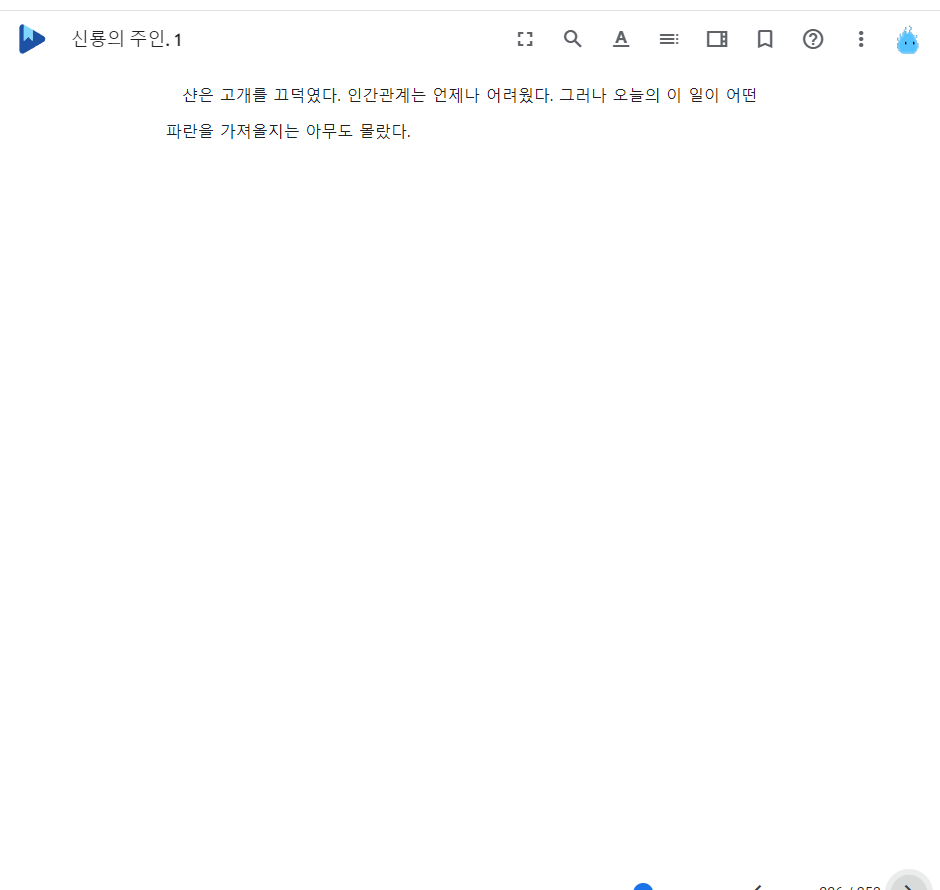 신룡의 주인. 1
샨은 고개를 끄덕였다. 인간관계는 언제나 어려웠다. 그러나 오늘의 이 일이 어떤
파란을 가져올지는 아무도 몰랐다.